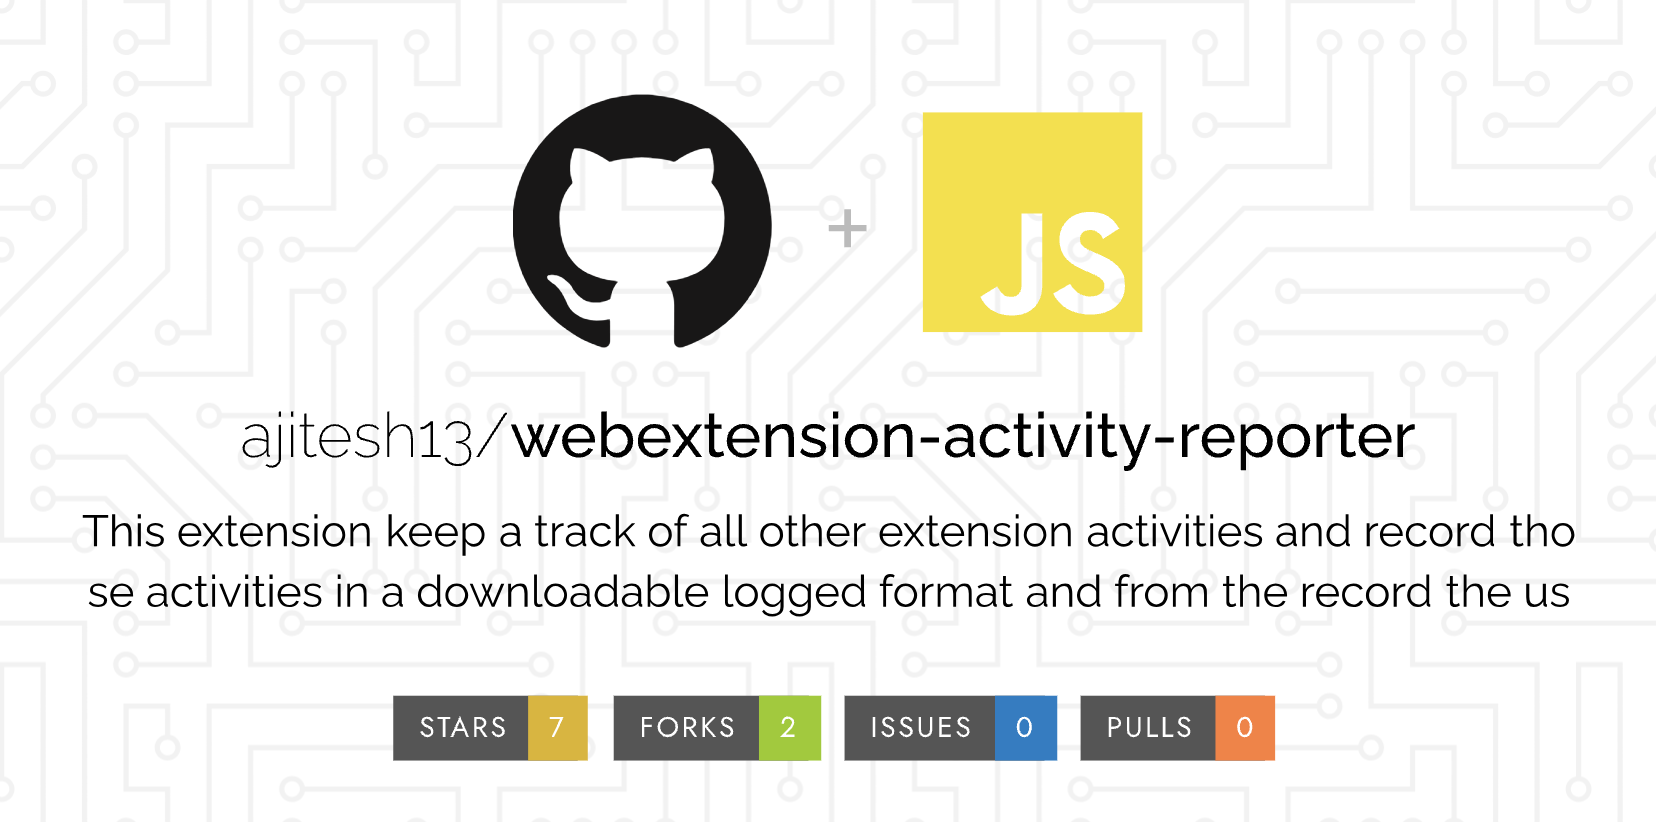 +
JS
ajitesh13/webextension-activity-reporter
This extension keep a track of all other extension activities and record tho
se activities in a downloadable logged format and from the record the us
STARS 7 FORKS 2 ISSUES 0 PULLS 0